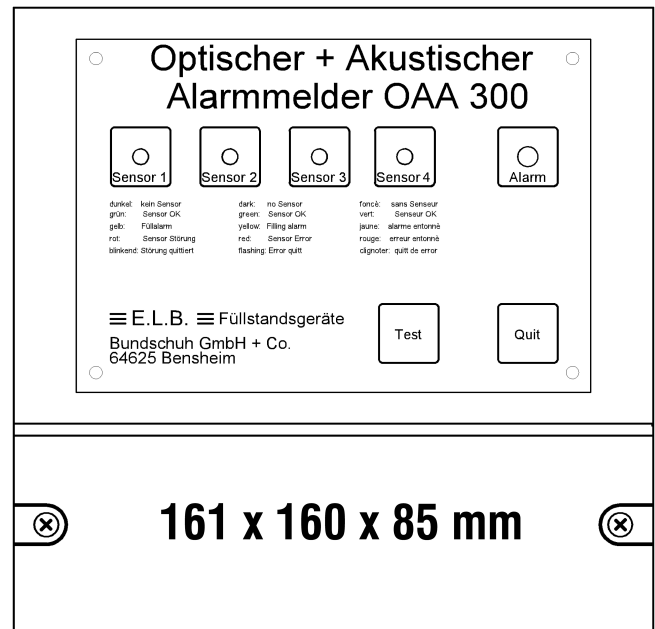 Optischer + Akustischer
Alarmmelder OAA 300
Sensor 1 Sensor 2 Sensor 3 Sensor 4 Alarm
dunkel: kein Sensor dark: no Sensor foncè: sans Senseur
grün: Sensor OK green: Sensor OK vert: Senseur OK
gelb: Füllalarm yellow: Filling alarm jaune: alarme entonnè
rot: Sensor Störung red: Sensor Error rouge: erreur entonnè
blinkend: Störung quittiert flashing: Error quitt clignoter: quitt de error
E.L.B. Füllstandsgeräte
Bundschuh GmbH + Co.
64625 Bensheim
Test Quit
161 x 160 x 85 mm